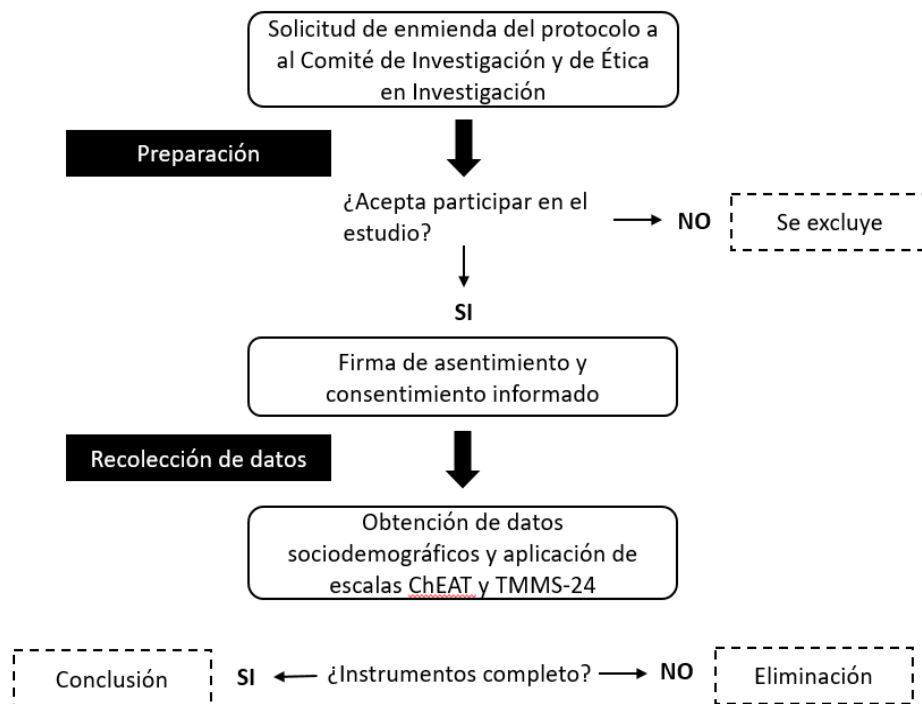 Solicitud de enmienda del protocolo a
al Comité de Investigación y de Ética
en Investigación
Preparación
¿Acepta participar en el
estudio?
NO
Se excluye
SI
Firma de asentimiento y
consentimiento informado
Recolección de datos
Obtención de datos
sociodemográficos y aplicación de
escalas ChEAT y TMMS-24
Conclusión
SI
¿Instrumentos completo?
NO
Eliminación